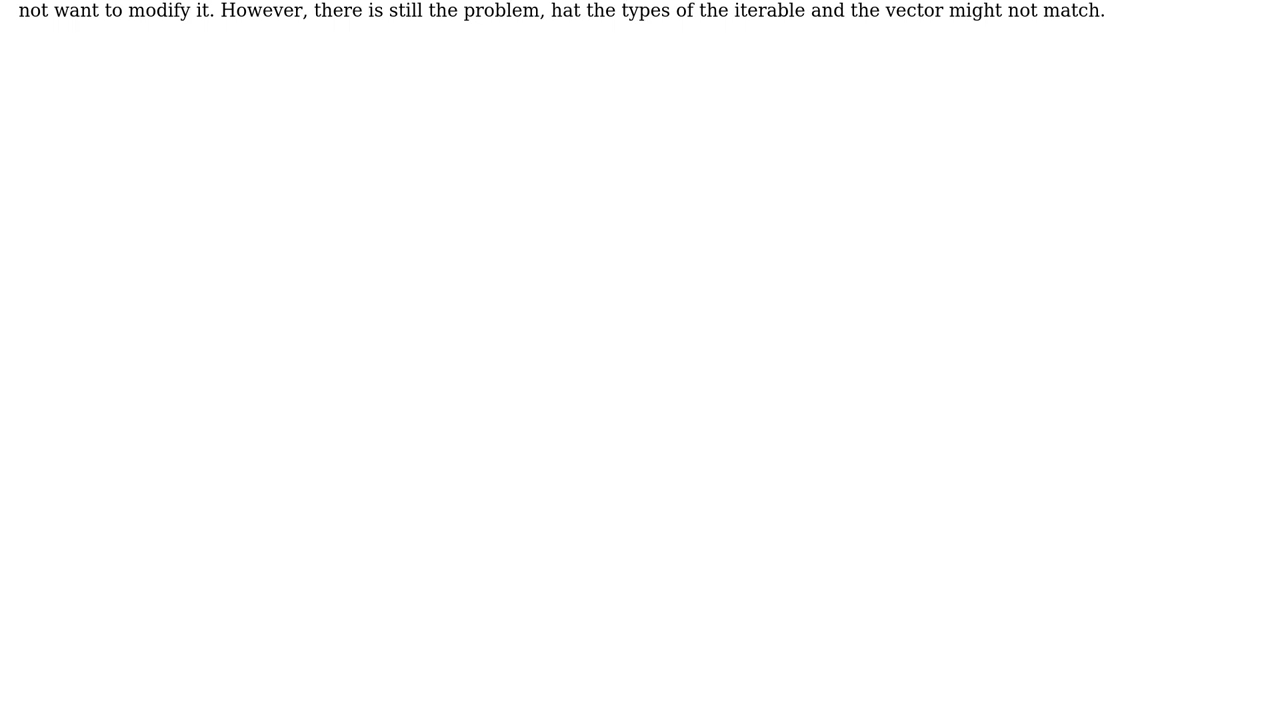 not want to modify it. However, there is still the problem, hat the types of the iterable and the vector might not match.